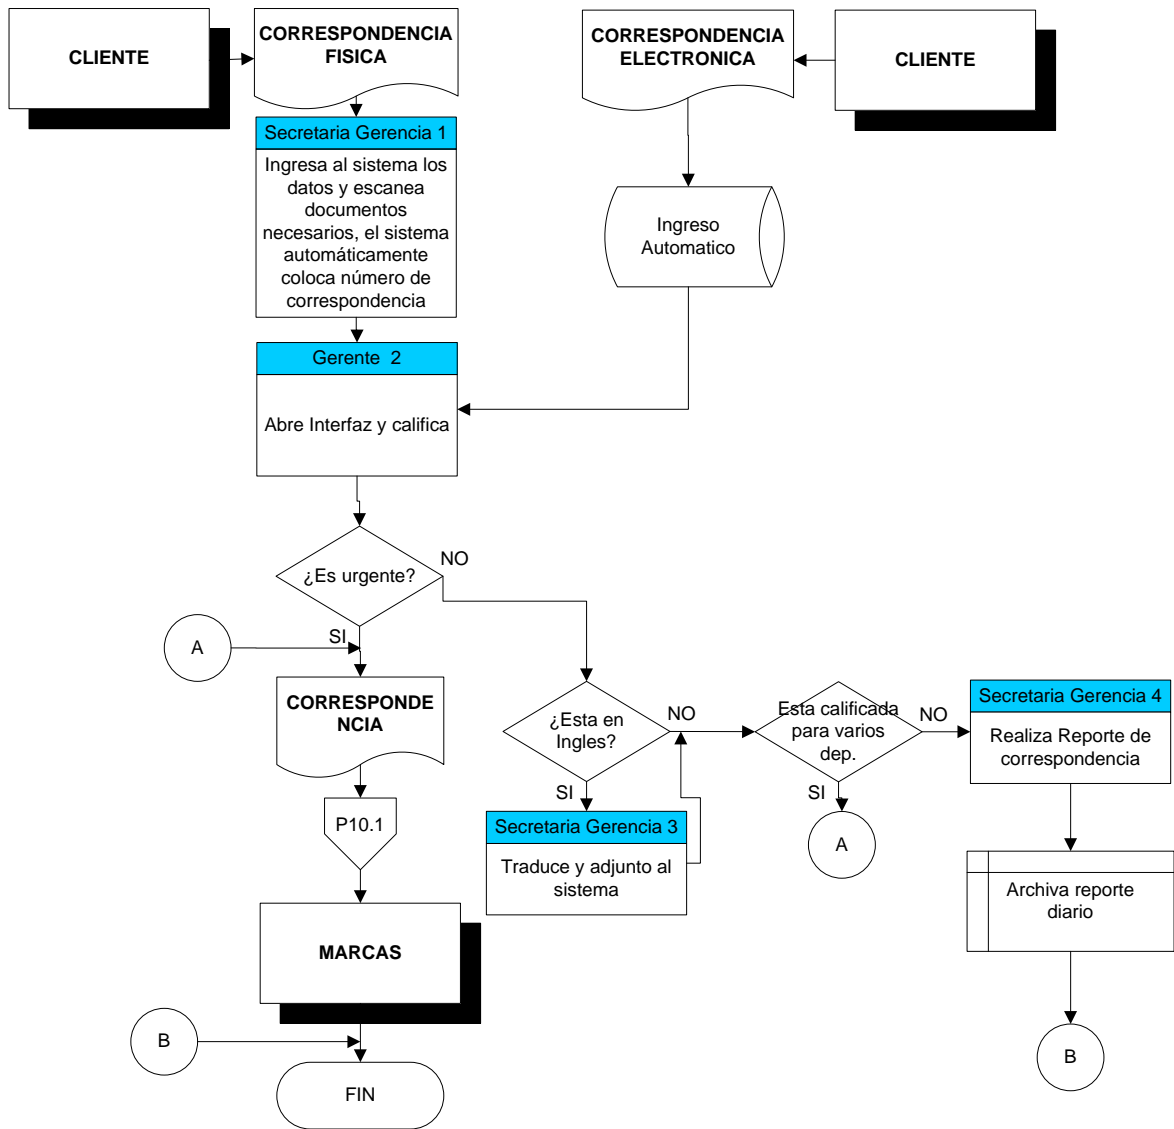 CLIENTE
CORRESPONDENCIA
FISICA
CORRESPONDENCIA
ELECTRONICA
CLIENTE
Secretaria Gerencia 1
Ingresa al sistema los
datos y escanea
documentos
necesarios, el sistema
automáticamente
coloca número de
correspondencia
Ingreso
Automatico
Gerente  2
Abre Interfaz y califica
¿Es urgente?
NO
SI
A
CORRESPONDE
NCIA
P10.1
MARCAS
B
FIN
¿Esta en
Ingles?
NO
SI
Secretaria Gerencia 3
Traduce y adjunto al
sistema
Esta calificada
para varios
dep.
NO
SI
A
Secretaria Gerencia 4
Realiza Reporte de
correspondencia
Archiva reporte
diario
B